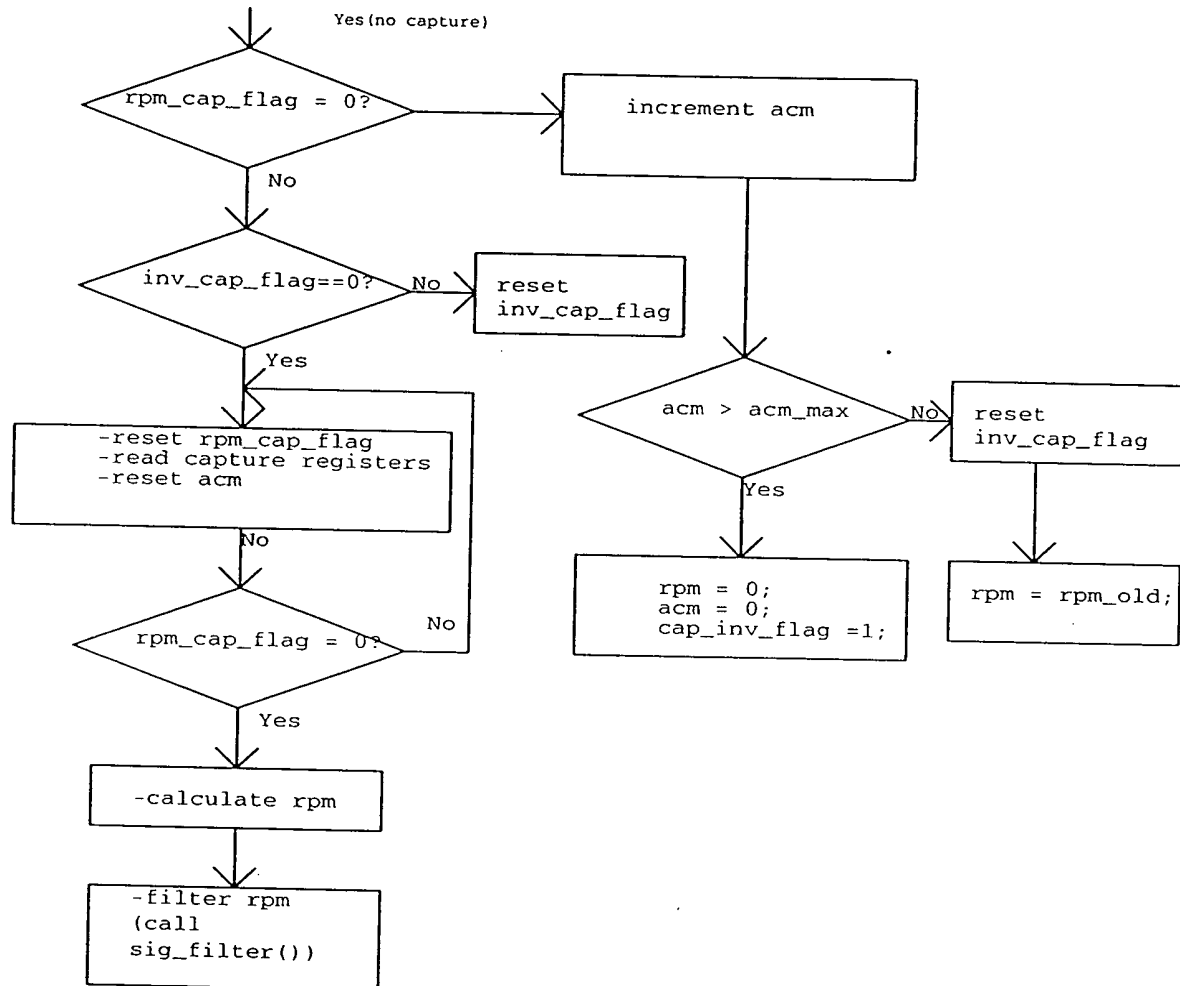 Yes(no capture)
rpm_cap_flag = 0?
increment acm
No
inv_cap_flag==0?
No
reset
inv_cap_flag
Yes
acm > acm_max
No
reset
inv_cap_flag
-reset rpm_cap_flag
-read capture registers
-reset acm
Yes
No
rpm = 0;
acm = 0;
cap_inv_flag =1;
rpm = rpm_old;
rpm_cap_flag = 0?
No
Yes
-calculate rpm
-filter rpm
(call
sig_filter())